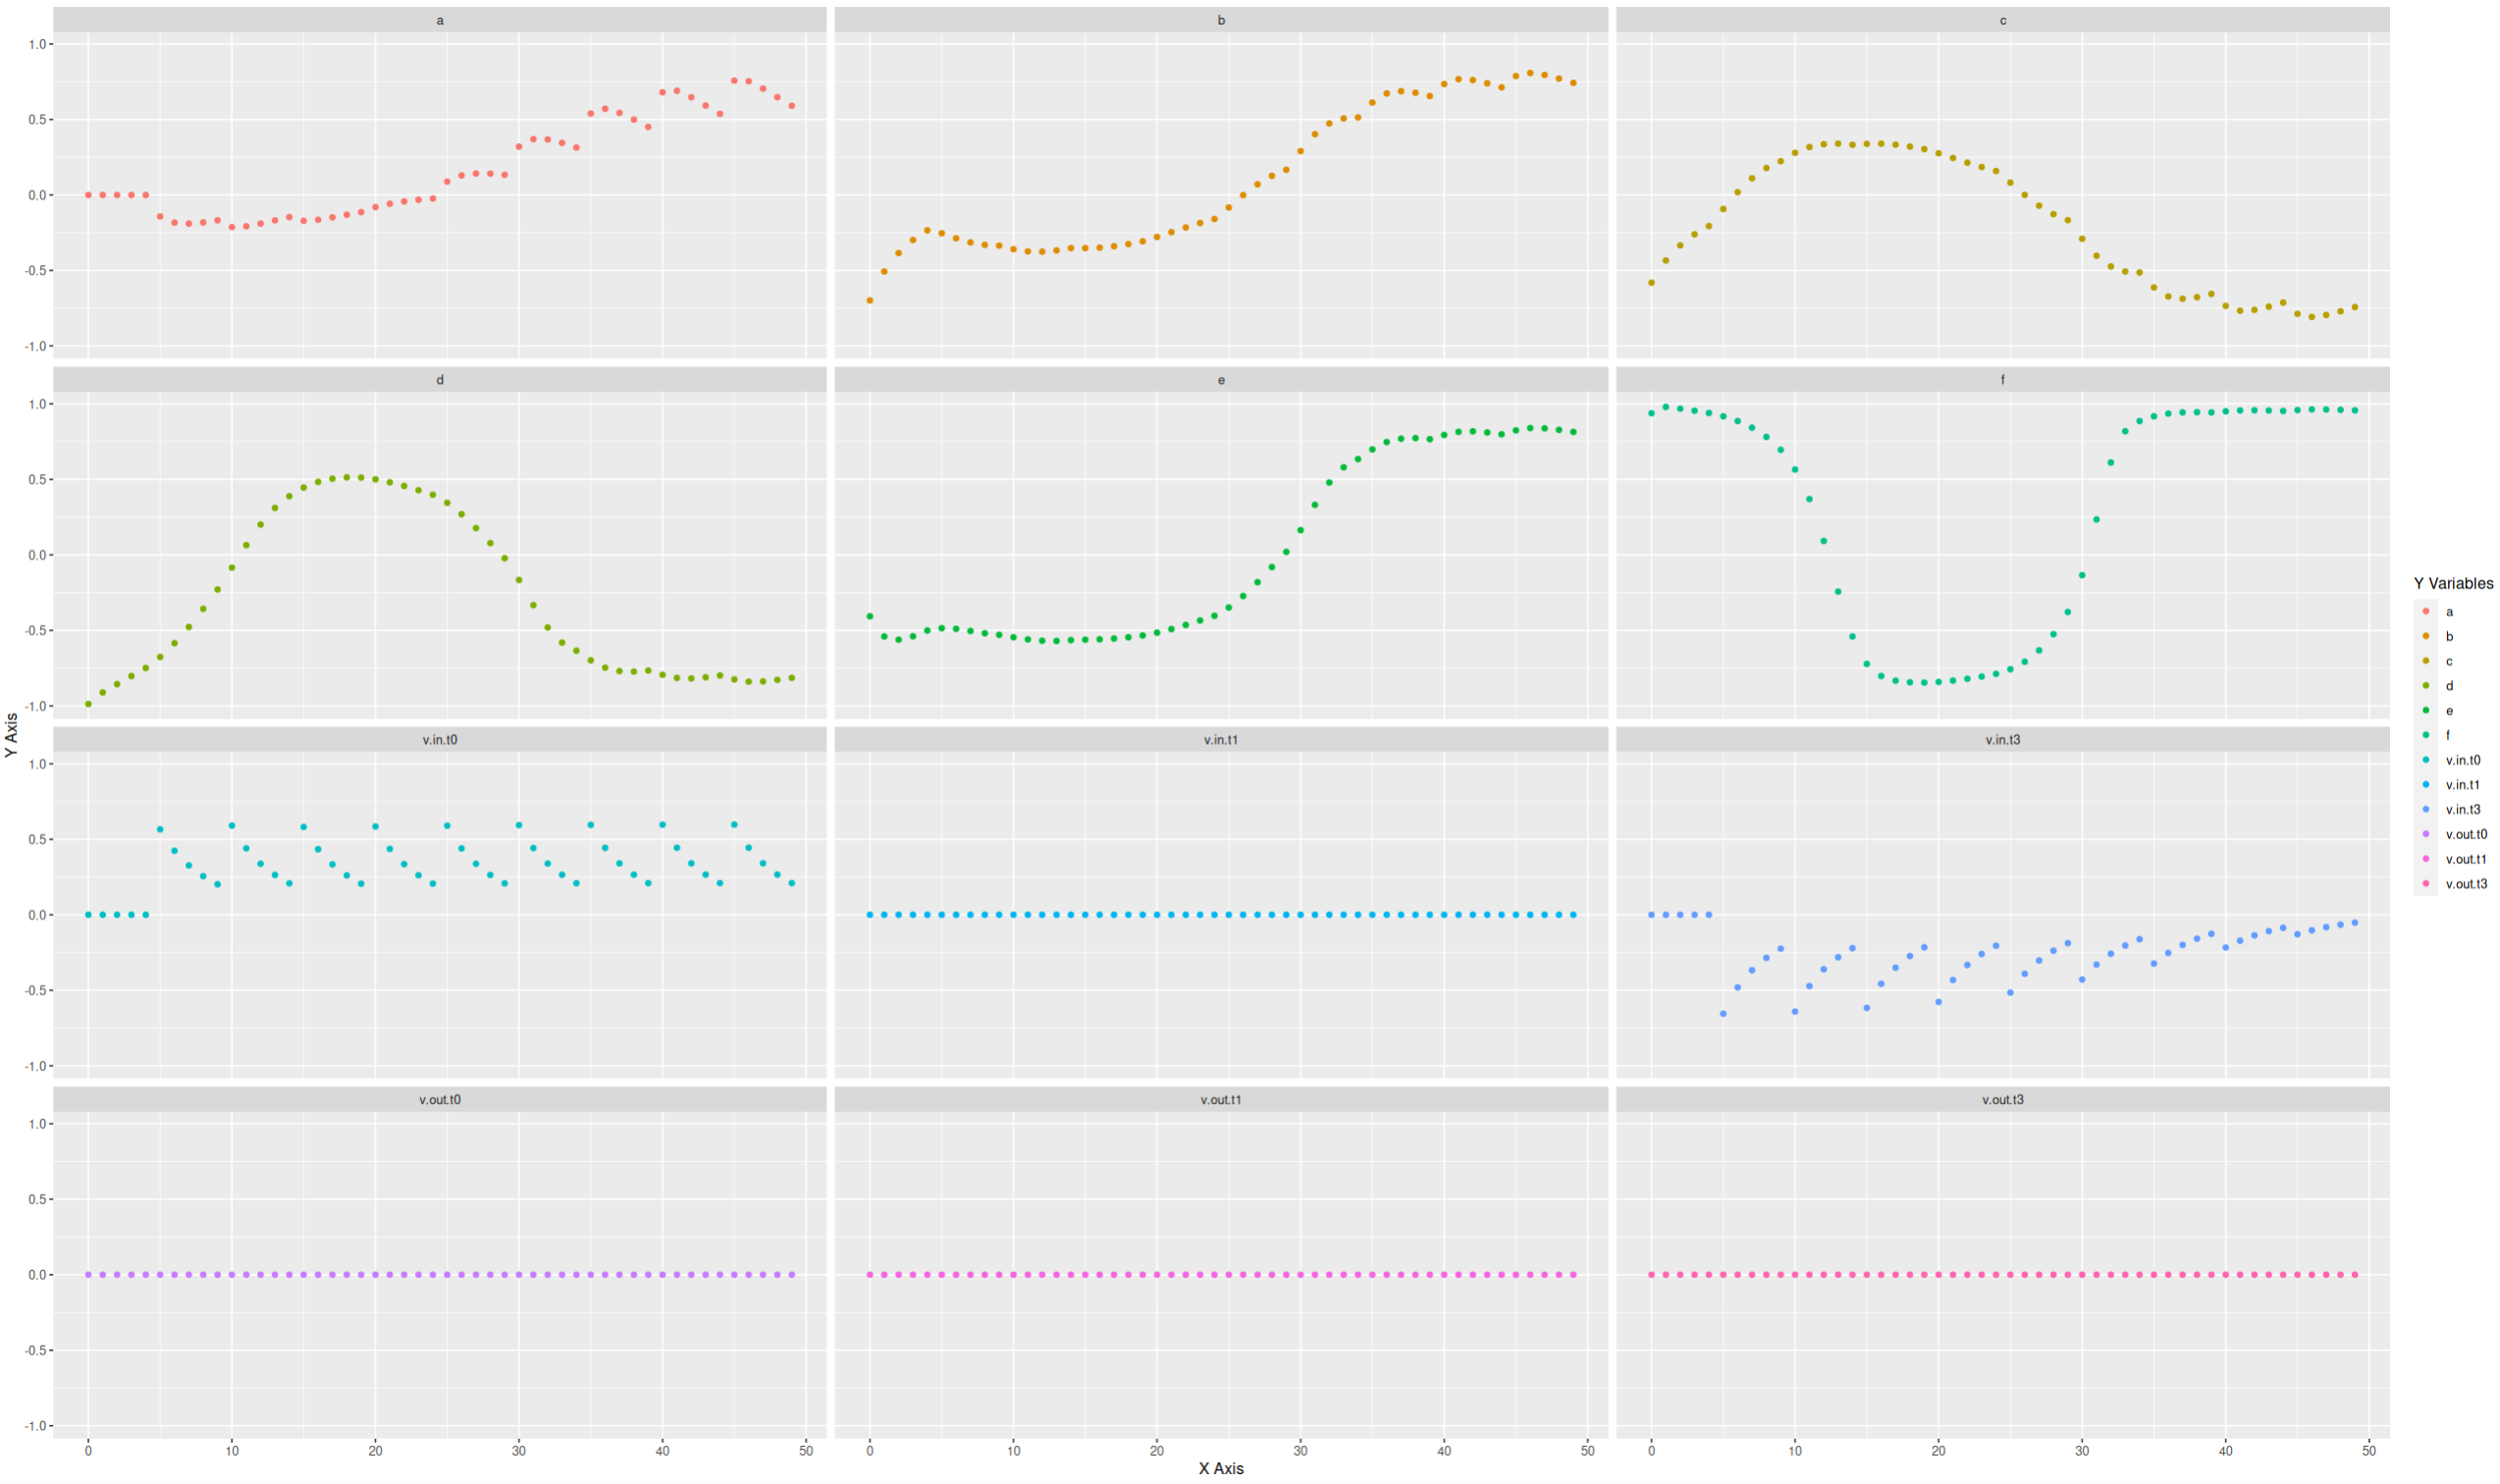 a b c
1.0
0.5
0.0
-0.5
-1.0
d e f
1.0
0.5
0.0
-0.5
-1.0
v.in.t0 v.in.t1 v.in.t3
1.0
0.5
0.0
-0.5
-1.0
v.out.t0 v.out.t1 v.out.t3
1.0
0.5
0.0
-0.5
-1.0
0 10 20 30 40 50 0 10 20 30 40 50 0 10 20 30 40 50
X Axis
Y Axis
Y Variables
a
b
c
d
e
f
v.in.t0
v.in.t1
v.in.t3
v.out.t0
v.out.t1
v.out.t3